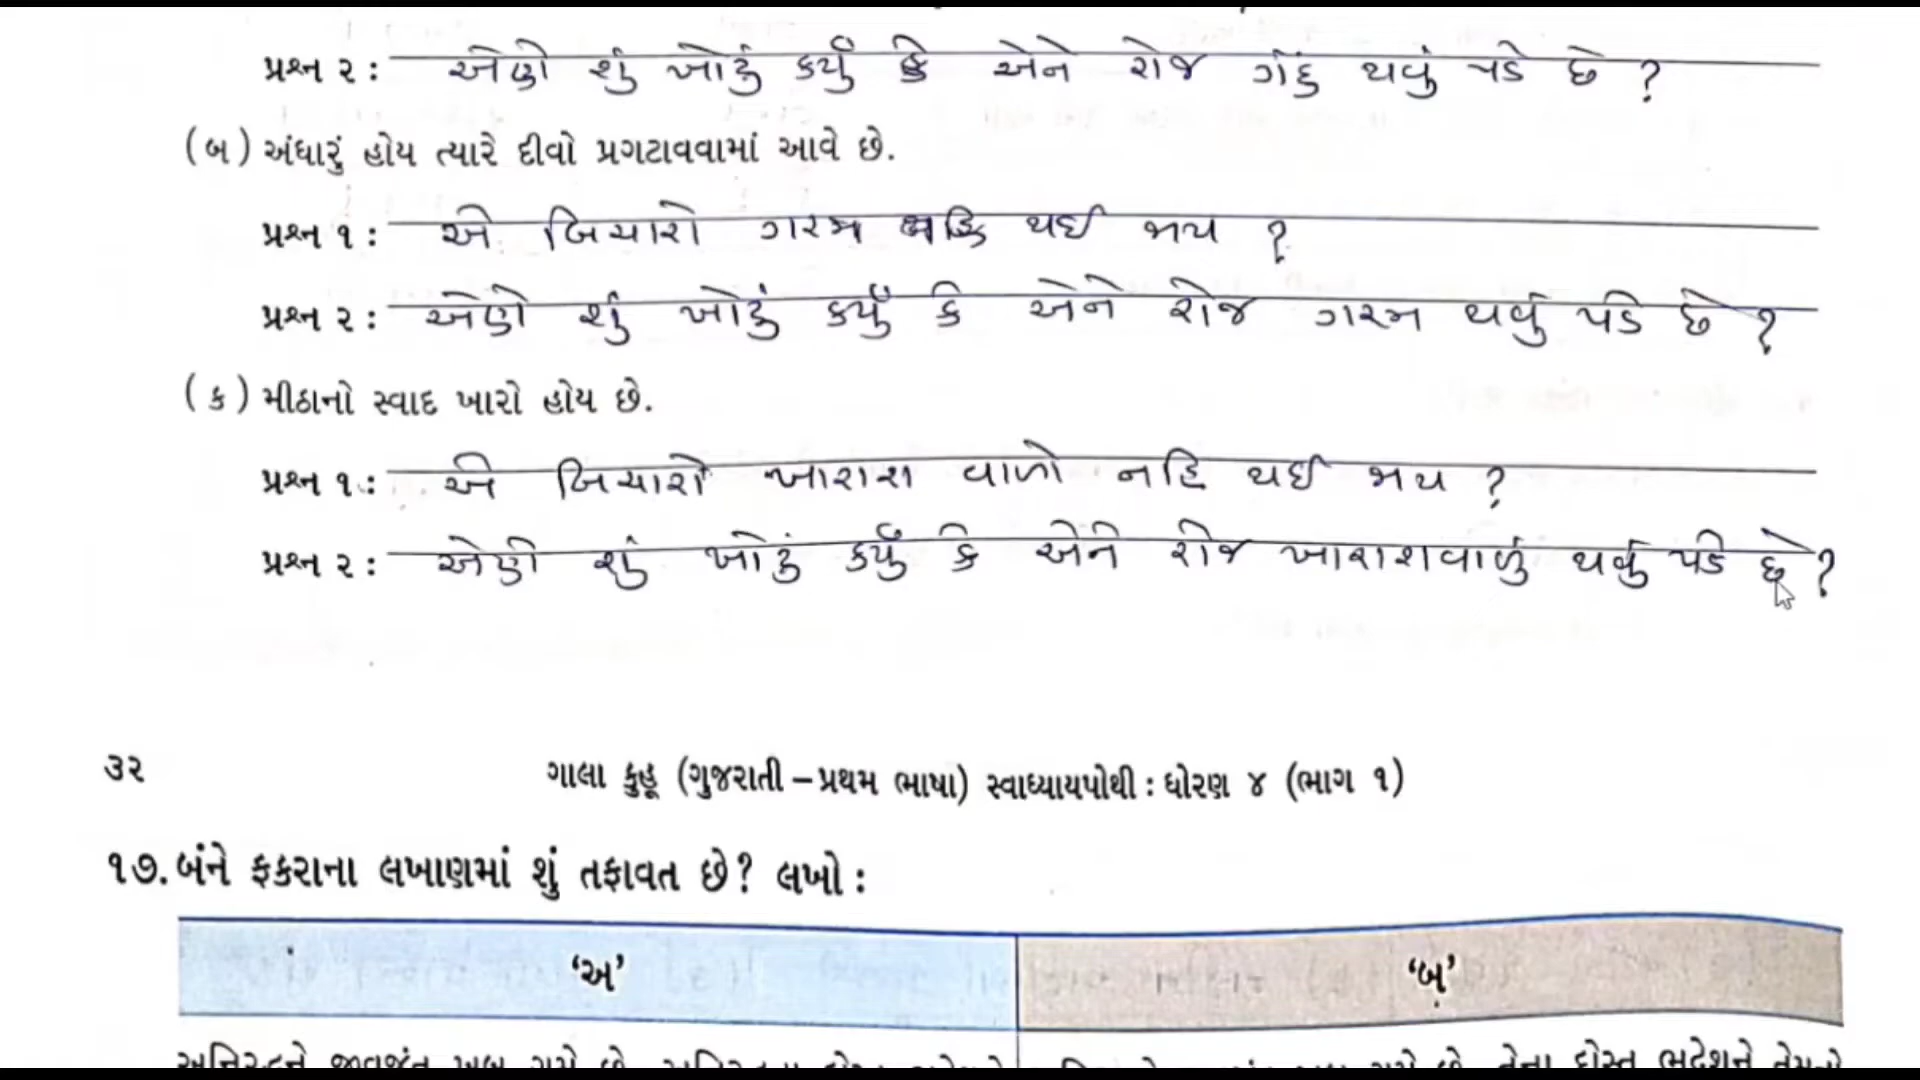 પ્રશ્ન ૨ : એણે શું ખોટું કર્યું કે એને રોજ ગંદુ થવું પડે છે ?
(બ) અંધારું હોય ત્યારે દીવો પ્રગટાવવામાં આવે છે.
પ્રશ્ન ૧ : એ બિચારો ગરમ નહિ થઈ જાય ?
પ્રશ્ન ૨ : એણે શું ખોટું કર્યું કે એને રોજ ગરમ થવું પડે છે ?
(ક) મીઠાનો સ્વાદ ખારો હોય છે.
પ્રશ્ન ૧ : એ બિચારો ખારાશ વાળો નહિ થઈ જાય ?
પ્રશ્ન ૨ : એણે શું ખોટું કર્યું કે એને રોજ ખારાશવાળું થવું પડે છે ?
૩૨ ગાલા કુહૂ (ગુજરાતી – પ્રથમ ભાષા) સ્વાધ્યાયપોથી : ધોરણ ૪ (ભાગ ૧)
૧૭. બંને ફકરાના લખાણમાં શું તફાવત છે? લખો :
‘અ’ ‘બ’